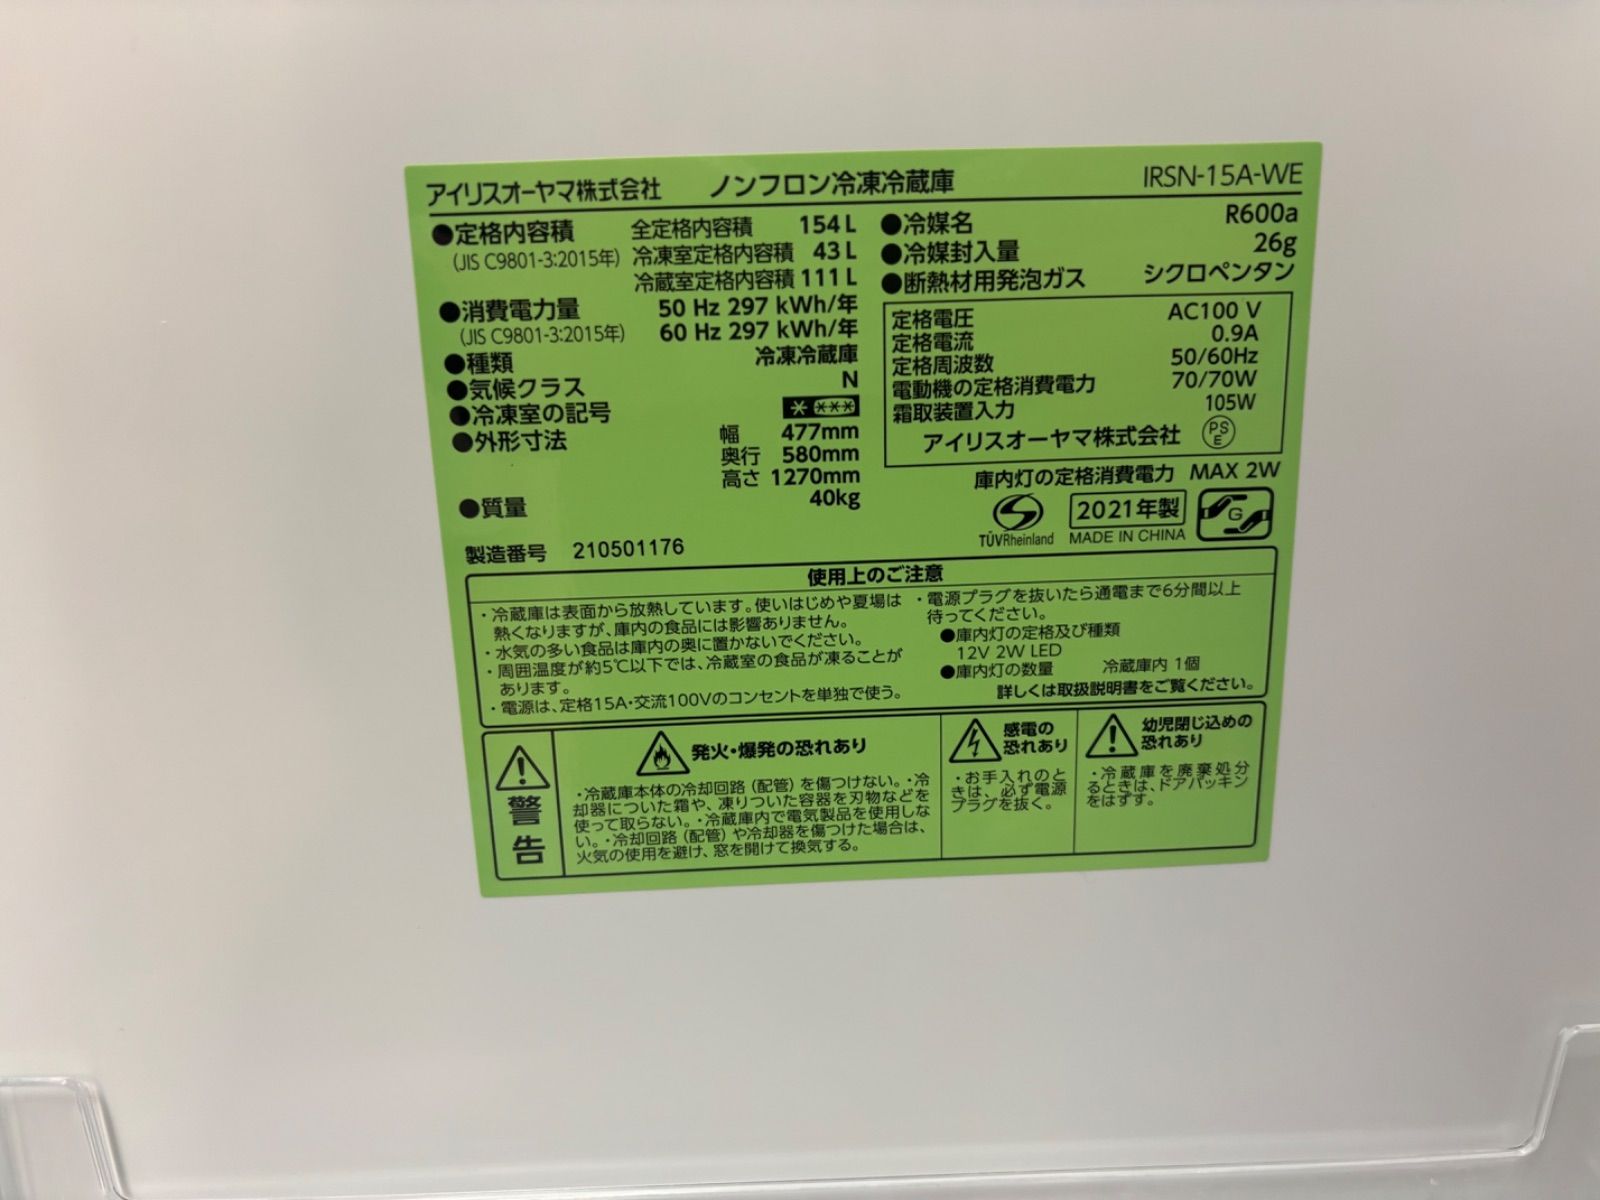 アイリスオーヤマ株式会社 ノンフロン冷凍冷蔵庫 IRSN-15A-WE
●定格内容積 全定格内容積 154 L
(JIS C9801-3:2015年) 冷凍室定格内容積 43 L
冷蔵室定格内容積 111 L
●消費電力量 50 Hz 297 kWh/年
(JIS C9801-3:2015年) 60 Hz 297 kWh/年
●種類 冷凍冷蔵庫
●気候クラス N
●冷凍室の記号 * ***
●外形寸法 幅 477mm
奥行 580mm
高さ 1270mm
●質量 40kg
製造番号 210501176
●冷媒名 R600a
●冷媒封入量 26g
●断熱材用発泡ガス シクロペンタン
定格電圧 AC100 V
定格電流 0.9A
定格周波数 50/60Hz
電動機の定格消費電力 70/70W
霜取装置入力 105W
アイリスオーヤマ株式会社 PS E
庫内灯の定格消費電力 MAX 2W
TÜVRheinland 2021年製 G
MADE IN CHINA
使用上のご注意
・冷蔵庫は表面から放熱しています。使いはじめや夏場は
熱くなりますが、庫内の食品には影響ありません。
・水気の多い食品は庫内の奥に置かないでください。
・周囲温度が約5℃以下では、冷蔵室の食品が凍ることが
あります。
・電源は、定格15A・交流100Vのコンセントを単独で使う。
・電源プラグを抜いたら通電まで6分間以上
待ってください。
●庫内灯の定格及び種類
12V 2W LED
●庫内灯の数量 冷蔵庫内 1個
詳しくは取扱説明書をご覧ください。
警告
発火・爆発の恐れあり
・冷蔵庫本体の冷却回路（配管）を傷つけない。・冷
却器についた霜や、凍りついた容器を刃物などを
使って取らない。・冷蔵庫内で電気製品を使用しな
い。・冷却回路（配管）や冷却器を傷つけた場合は、
火気の使用を避け、窓を開けて換気する。
感電の
恐れあり
・お手入れのと
きは、必ず電源
プラグを抜く。
幼児閉じ込めの
恐れあり
・冷蔵庫を廃棄処分
るときは、ドアパッキン
をはずす。